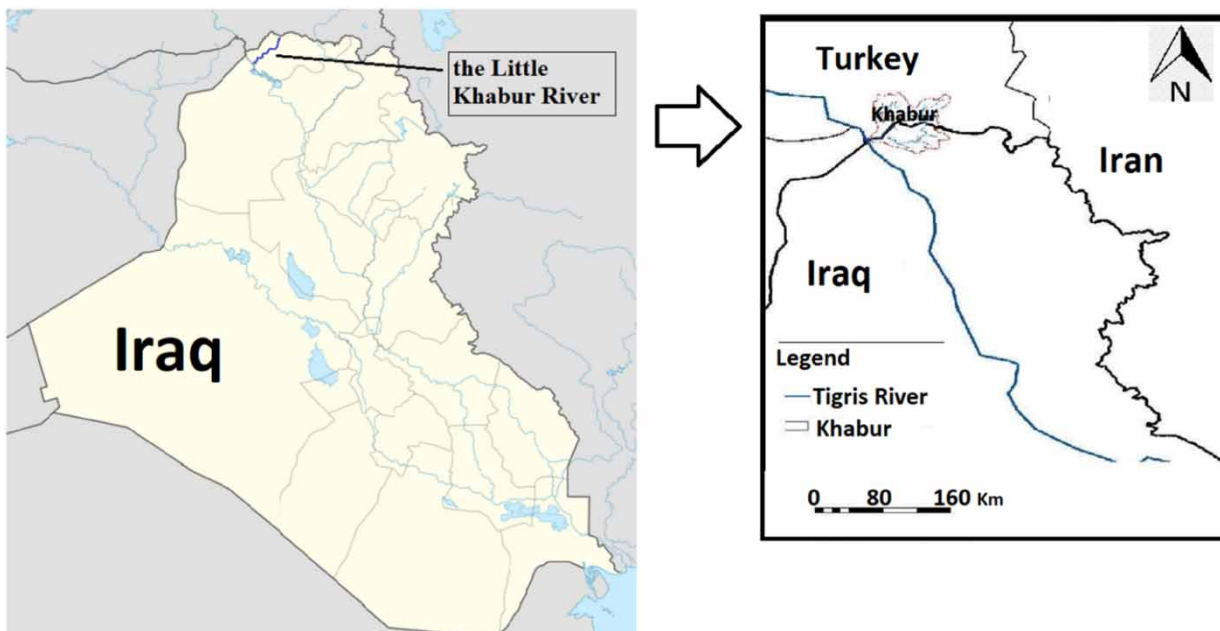 the Little
Khabur River
Iraq
Turkey
N
Khabur
Iran
Iraq
Legend
Tigris River
Khabur
0 80 160 Km